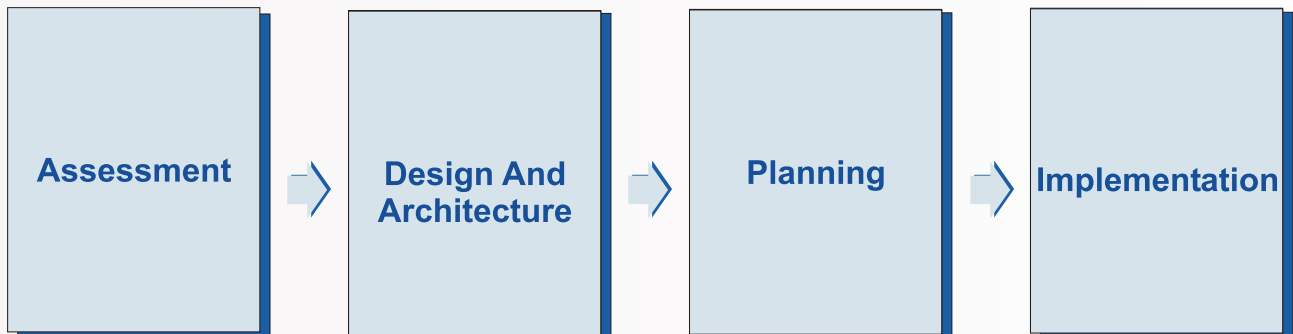 Assessment
Design And
Architecture
Planning
Implementation